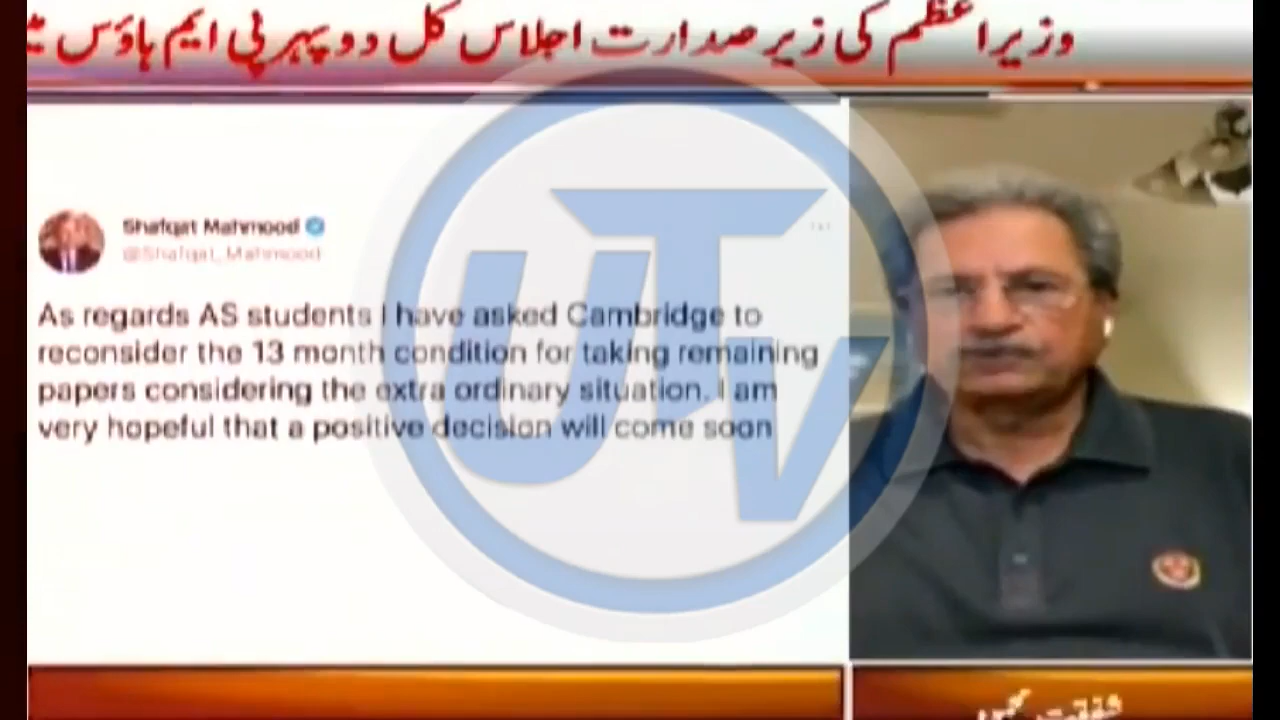 وزیراعظم کی زیر صدارت اجلاس کل دوپہر پی ایم ہاؤس
Shafqat Mahmood
@Shafqat_Mahmood
As regards AS students I have asked Cambridge to
reconsider the 13 month condition for taking remaining
papers considering the extra ordinary situation. I am
very hopeful that a positive decision will come soon
UTV